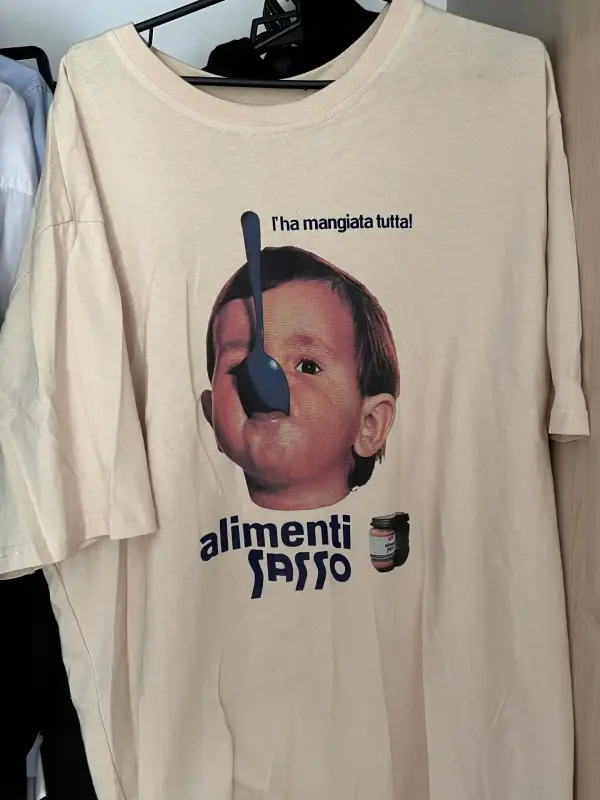 l'ha mangiata tutta!
alimenti
SASSO